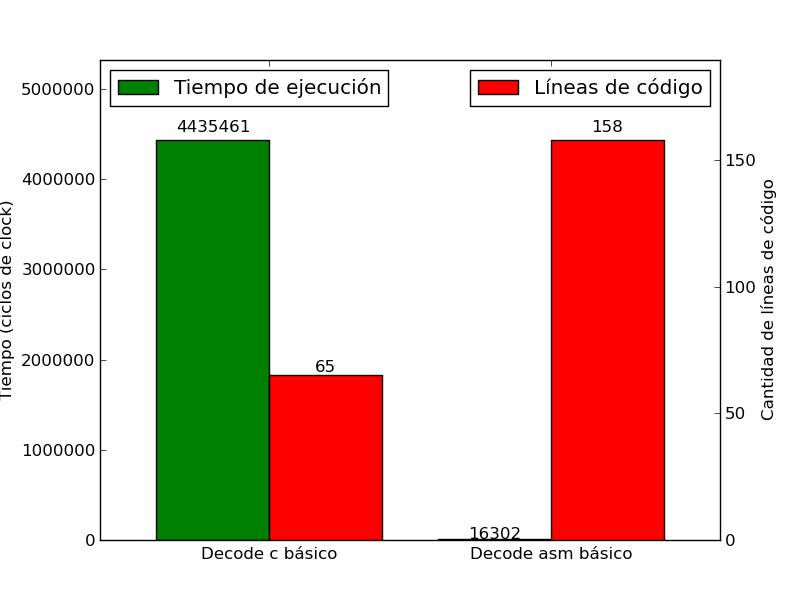 Tiempo de ejecución
Líneas de código
4435461
65
16302
158
5000000
4000000
3000000
2000000
1000000
0
150
100
50
0
Tiempo (ciclos de clock)
Cantidad de líneas de código
Decode c básico
Decode asm básico